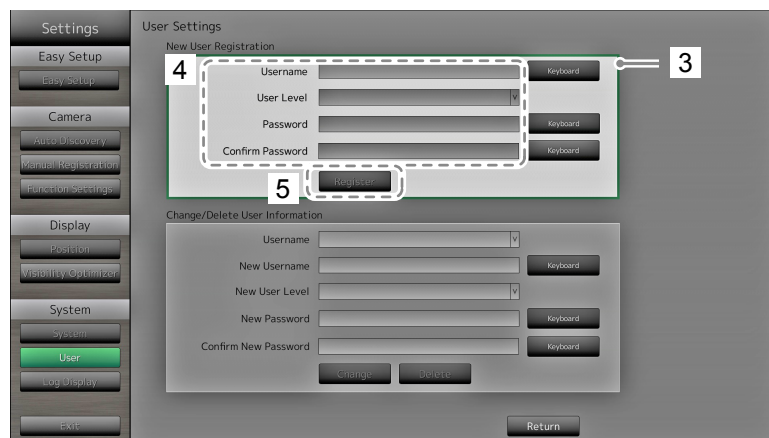 Settings
Easy Setup
Easy Setup
Camera
Auto Discovery
Manual Registration
Function Settings
Display
Position
Visibility Optimizer
System
System
User
Log Display
Exit
User Settings
New User Registration
3
4
Username Keyboard
User Level v
Password Keyboard
Confirm Password Keyboard
5
Register
Change/Delete User Information
Username v
New Username Keyboard
New User Level v
New Password Keyboard
Confirm New Password Keyboard
Change Delete
Return